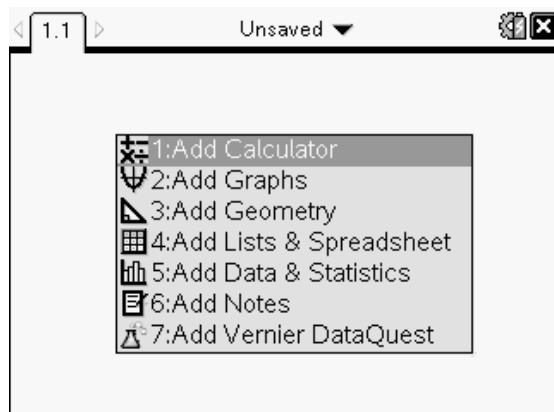 1.1 Unsaved
1:Add Calculator
2:Add Graphs
3:Add Geometry
4:Add Lists & Spreadsheet
5:Add Data & Statistics
6:Add Notes
7:Add Vernier DataQuest